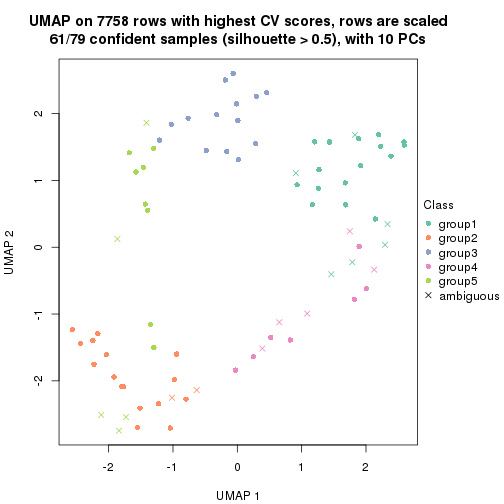 UMAP on 7758 rows with highest CV scores, rows are scaled
61/79 confident samples (silhouette > 0.5), with 10 PCs
2
1
0
-1
-2
UMAP 2
-2
-1
0
1
2
UMAP 1
Class
group1
group2
group3
group4
group5
ambiguous